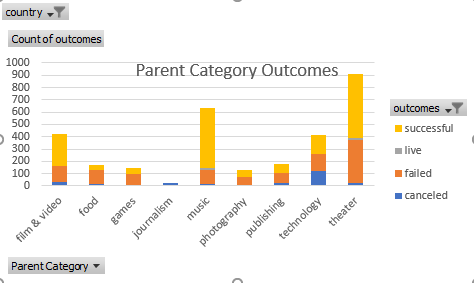 country
Count of outcomes
Parent Category Outcomes
1000
900
800
700
600
500
400
300
200
100
0
film & video
food
games
journalism
music
photography
publishing
technology
theater
outcomes
successful
live
failed
canceled
Parent Category